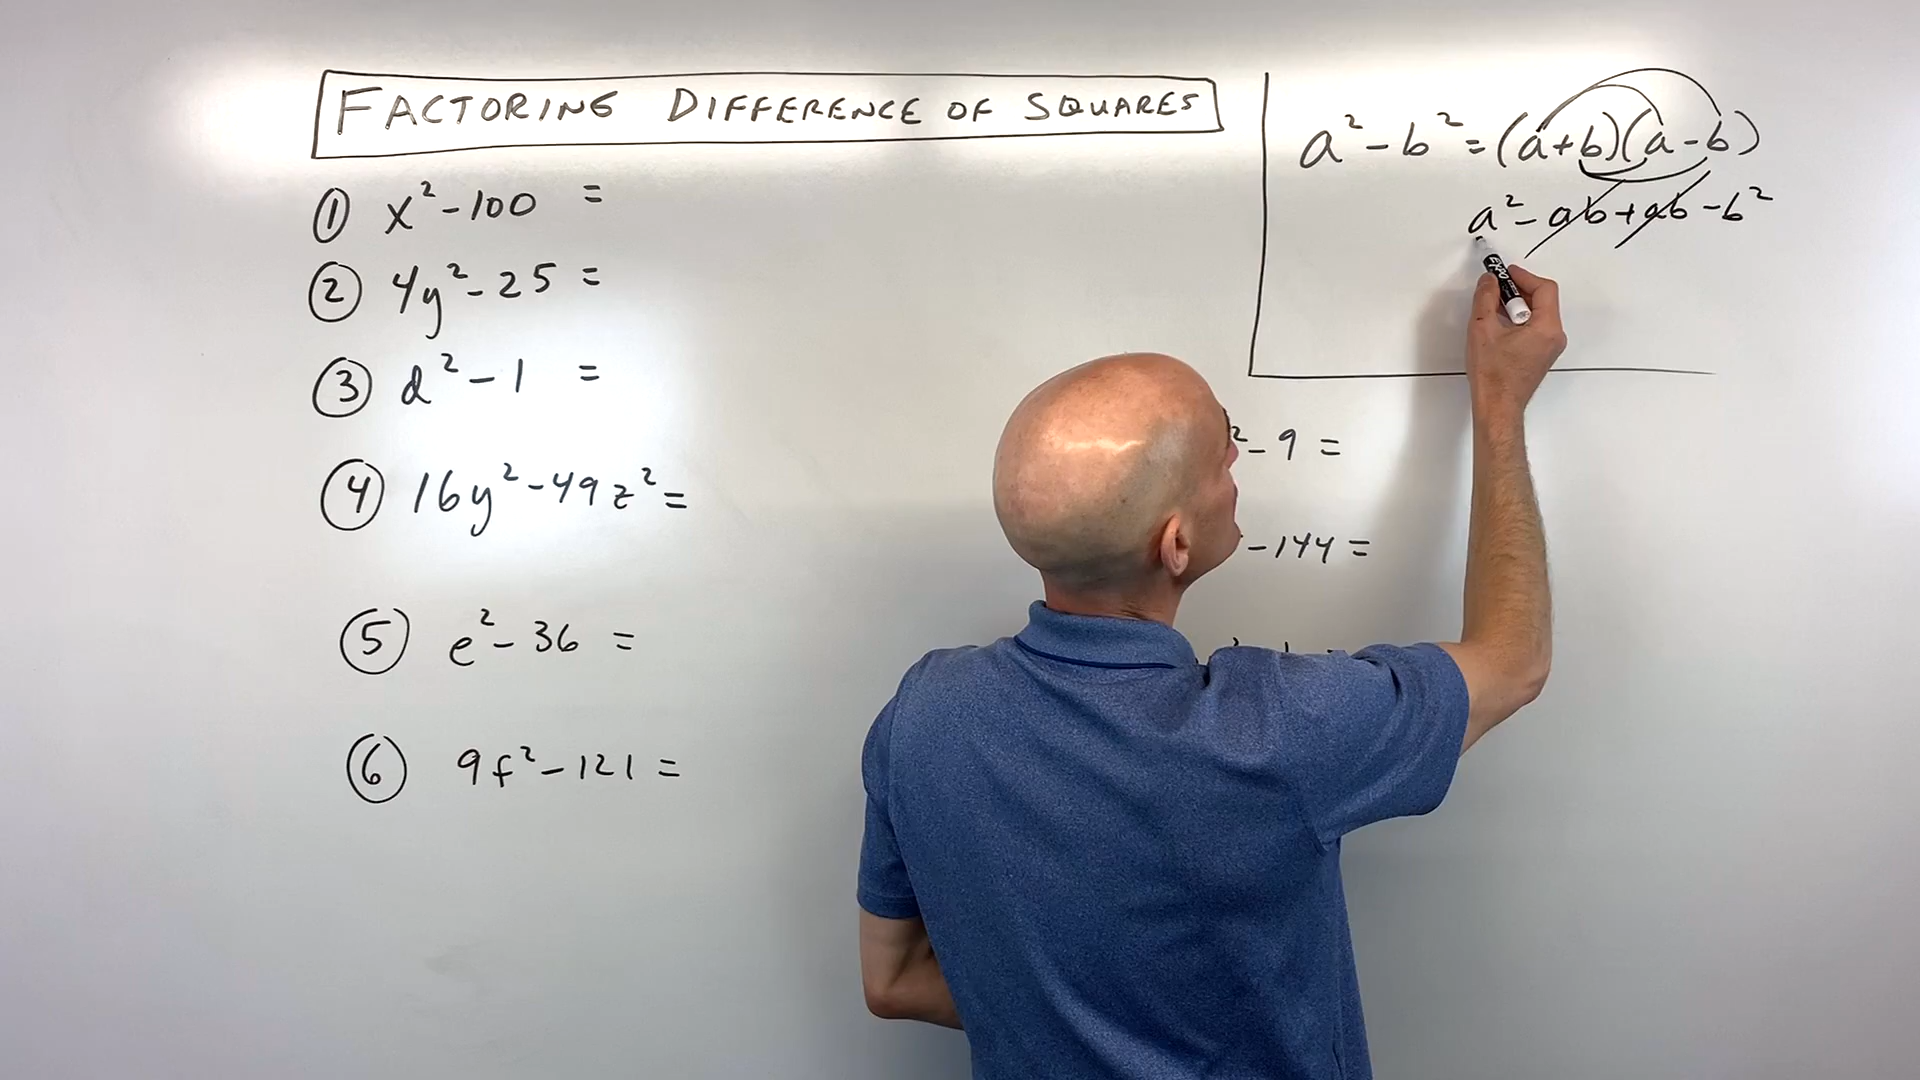 FACTORING DIFFERENCE OF SQUARES
① x² - 100 =
② 4y² - 25 =
③ d² - 1 =
④ 16y² - 49z² =
⑤ e² - 36 =
⑥ 9f² - 121 =
a² - b² = (a+b)(a-b)
a² - ab + ab - b²
EXPO
² - 9 =
- 144 =